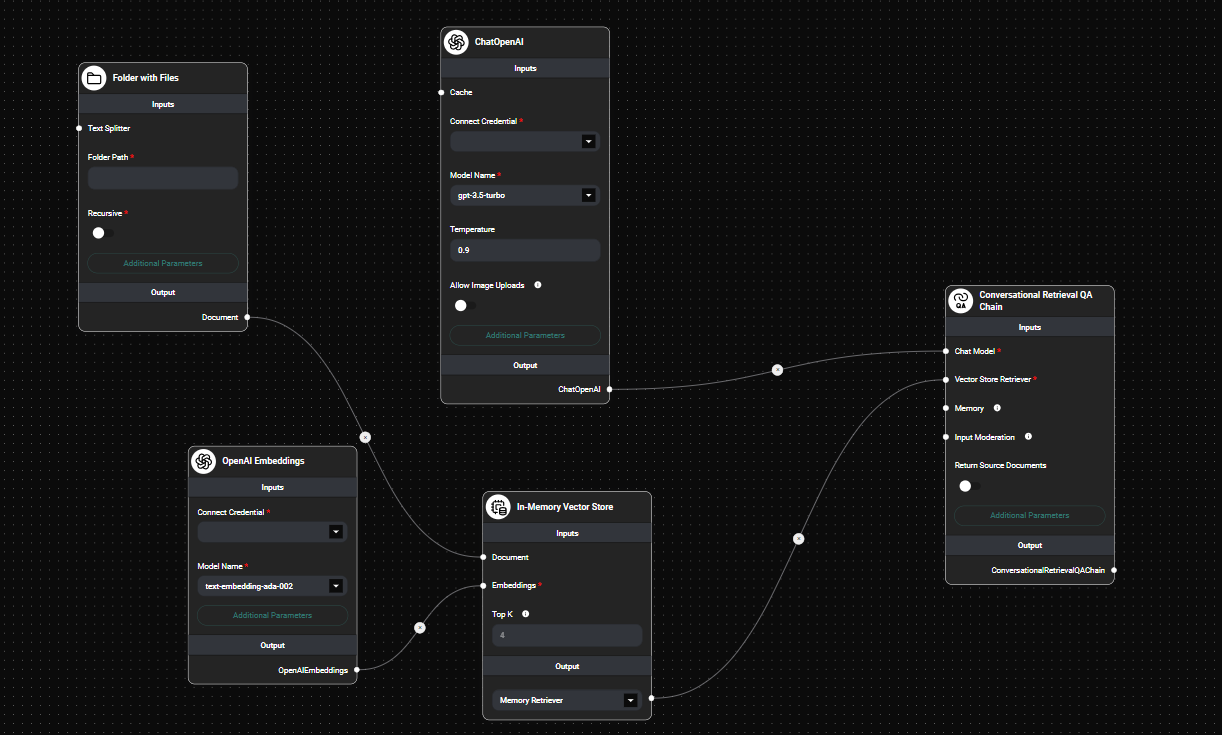 Folder with Files
Inputs
Text Splitter
Folder Path *
Recursive *
Additional Parameters
Output
Document
ChatOpenAI
Inputs
Cache
Connect Credential *
Model Name *
gpt-3.5-turbo
Temperature
0.9
Allow Image Uploads
Additional Parameters
Output
ChatOpenAI
OpenAI Embeddings
Inputs
Connect Credential *
Model Name *
text-embedding-ada-002
Additional Parameters
Output
OpenAIEmbeddings
In-Memory Vector Store
Inputs
Document
Embeddings *
Top K
4
Output
Memory Retriever
QA
Conversational Retrieval QA
Chain
Inputs
Chat Model *
Vector Store Retriever *
Memory
Input Moderation
Return Source Documents
Additional Parameters
Output
ConversationalRetrievalQAChain